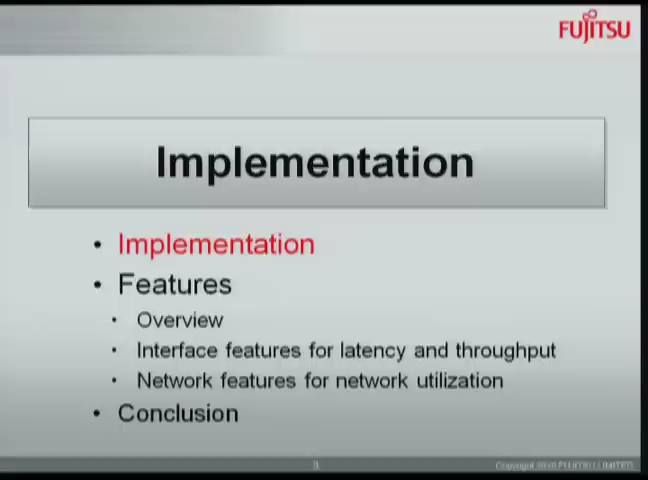 FUJITSU
Implementation
• Implementation
• Features
• Overview
• Interface features for latency and throughput
• Network features for network utilization
• Conclusion